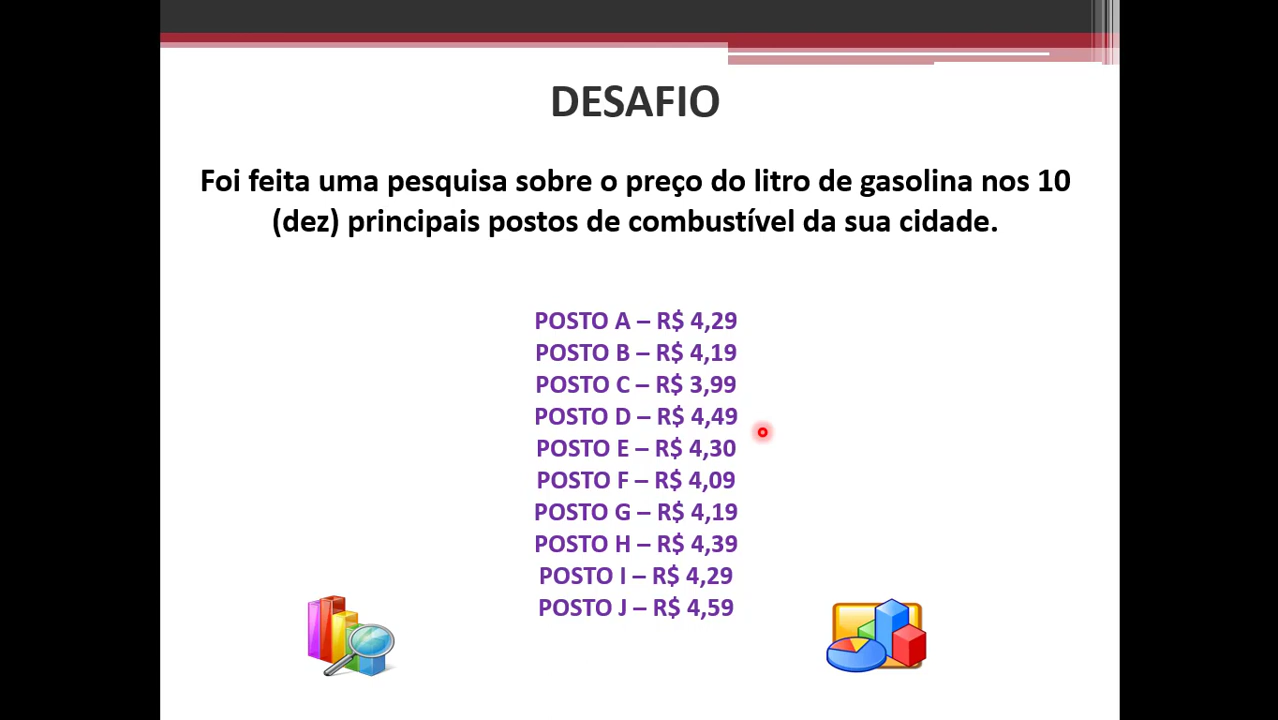 DESAFIO
Foi feita uma pesquisa sobre o preço do litro de gasolina nos 10
(dez) principais postos de combustível da sua cidade.
POSTO A – R$ 4,29
POSTO B – R$ 4,19
POSTO C – R$ 3,99
POSTO D – R$ 4,49
POSTO E – R$ 4,30
POSTO F – R$ 4,09
POSTO G – R$ 4,19
POSTO H – R$ 4,39
POSTO I – R$ 4,29
POSTO J – R$ 4,59